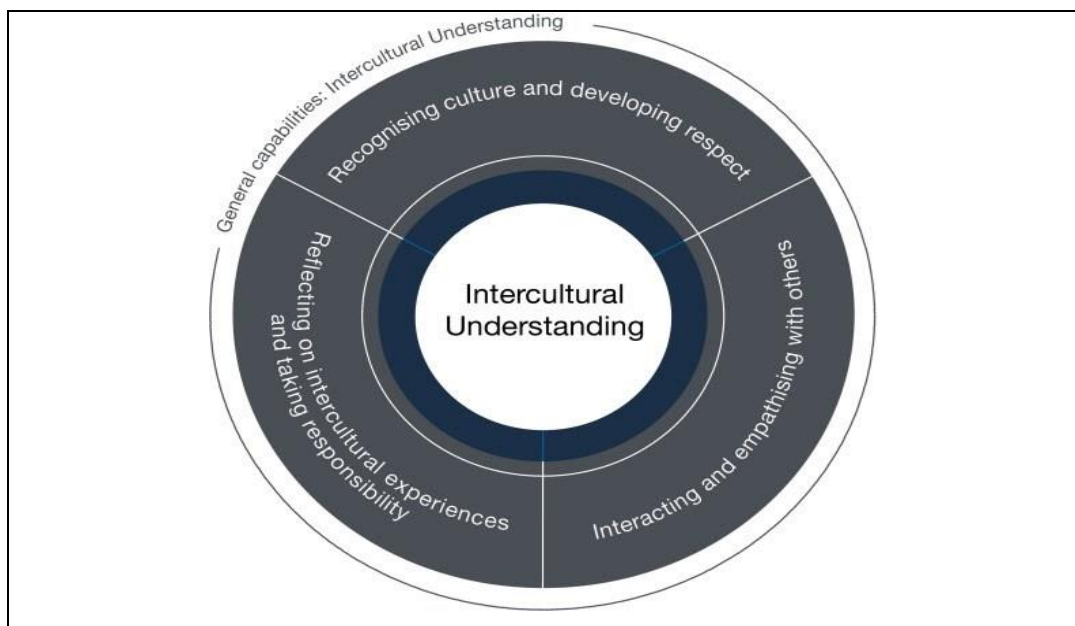 General capabilities: Intercultural Understanding
Recognising culture and developing respect
Interacting and empathising with others
Reflecting on intercultural experiences
and taking responsibility
Intercultural
Understanding